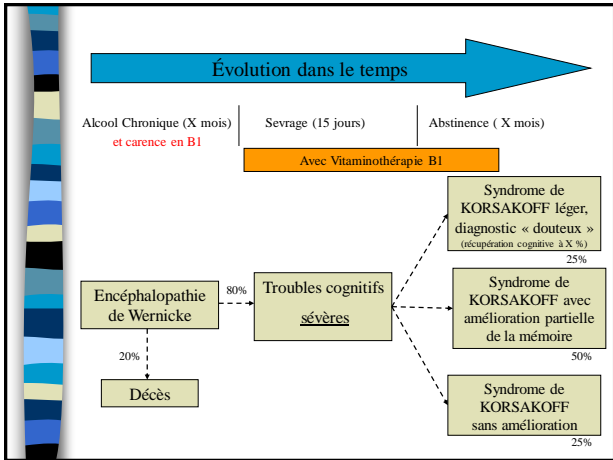 Évolution dans le temps
Alcool Chronique (X mois)
et carence en B1
Sevrage (15 jours)
Abstinence ( X mois)
Avec Vitaminothérapie B1
Syndrome de
KORSAKOFF léger,
diagnostic « douteux »
(récupération cognitive à X %)
25%
Encéphalopathie
de Wernicke
80%
Troubles cognitifs
sévères
Syndrome de
KORSAKOFF avec
amélioration partielle
de la mémoire
50%
20%
Décès
Syndrome de
KORSAKOFF
sans amélioration
25%